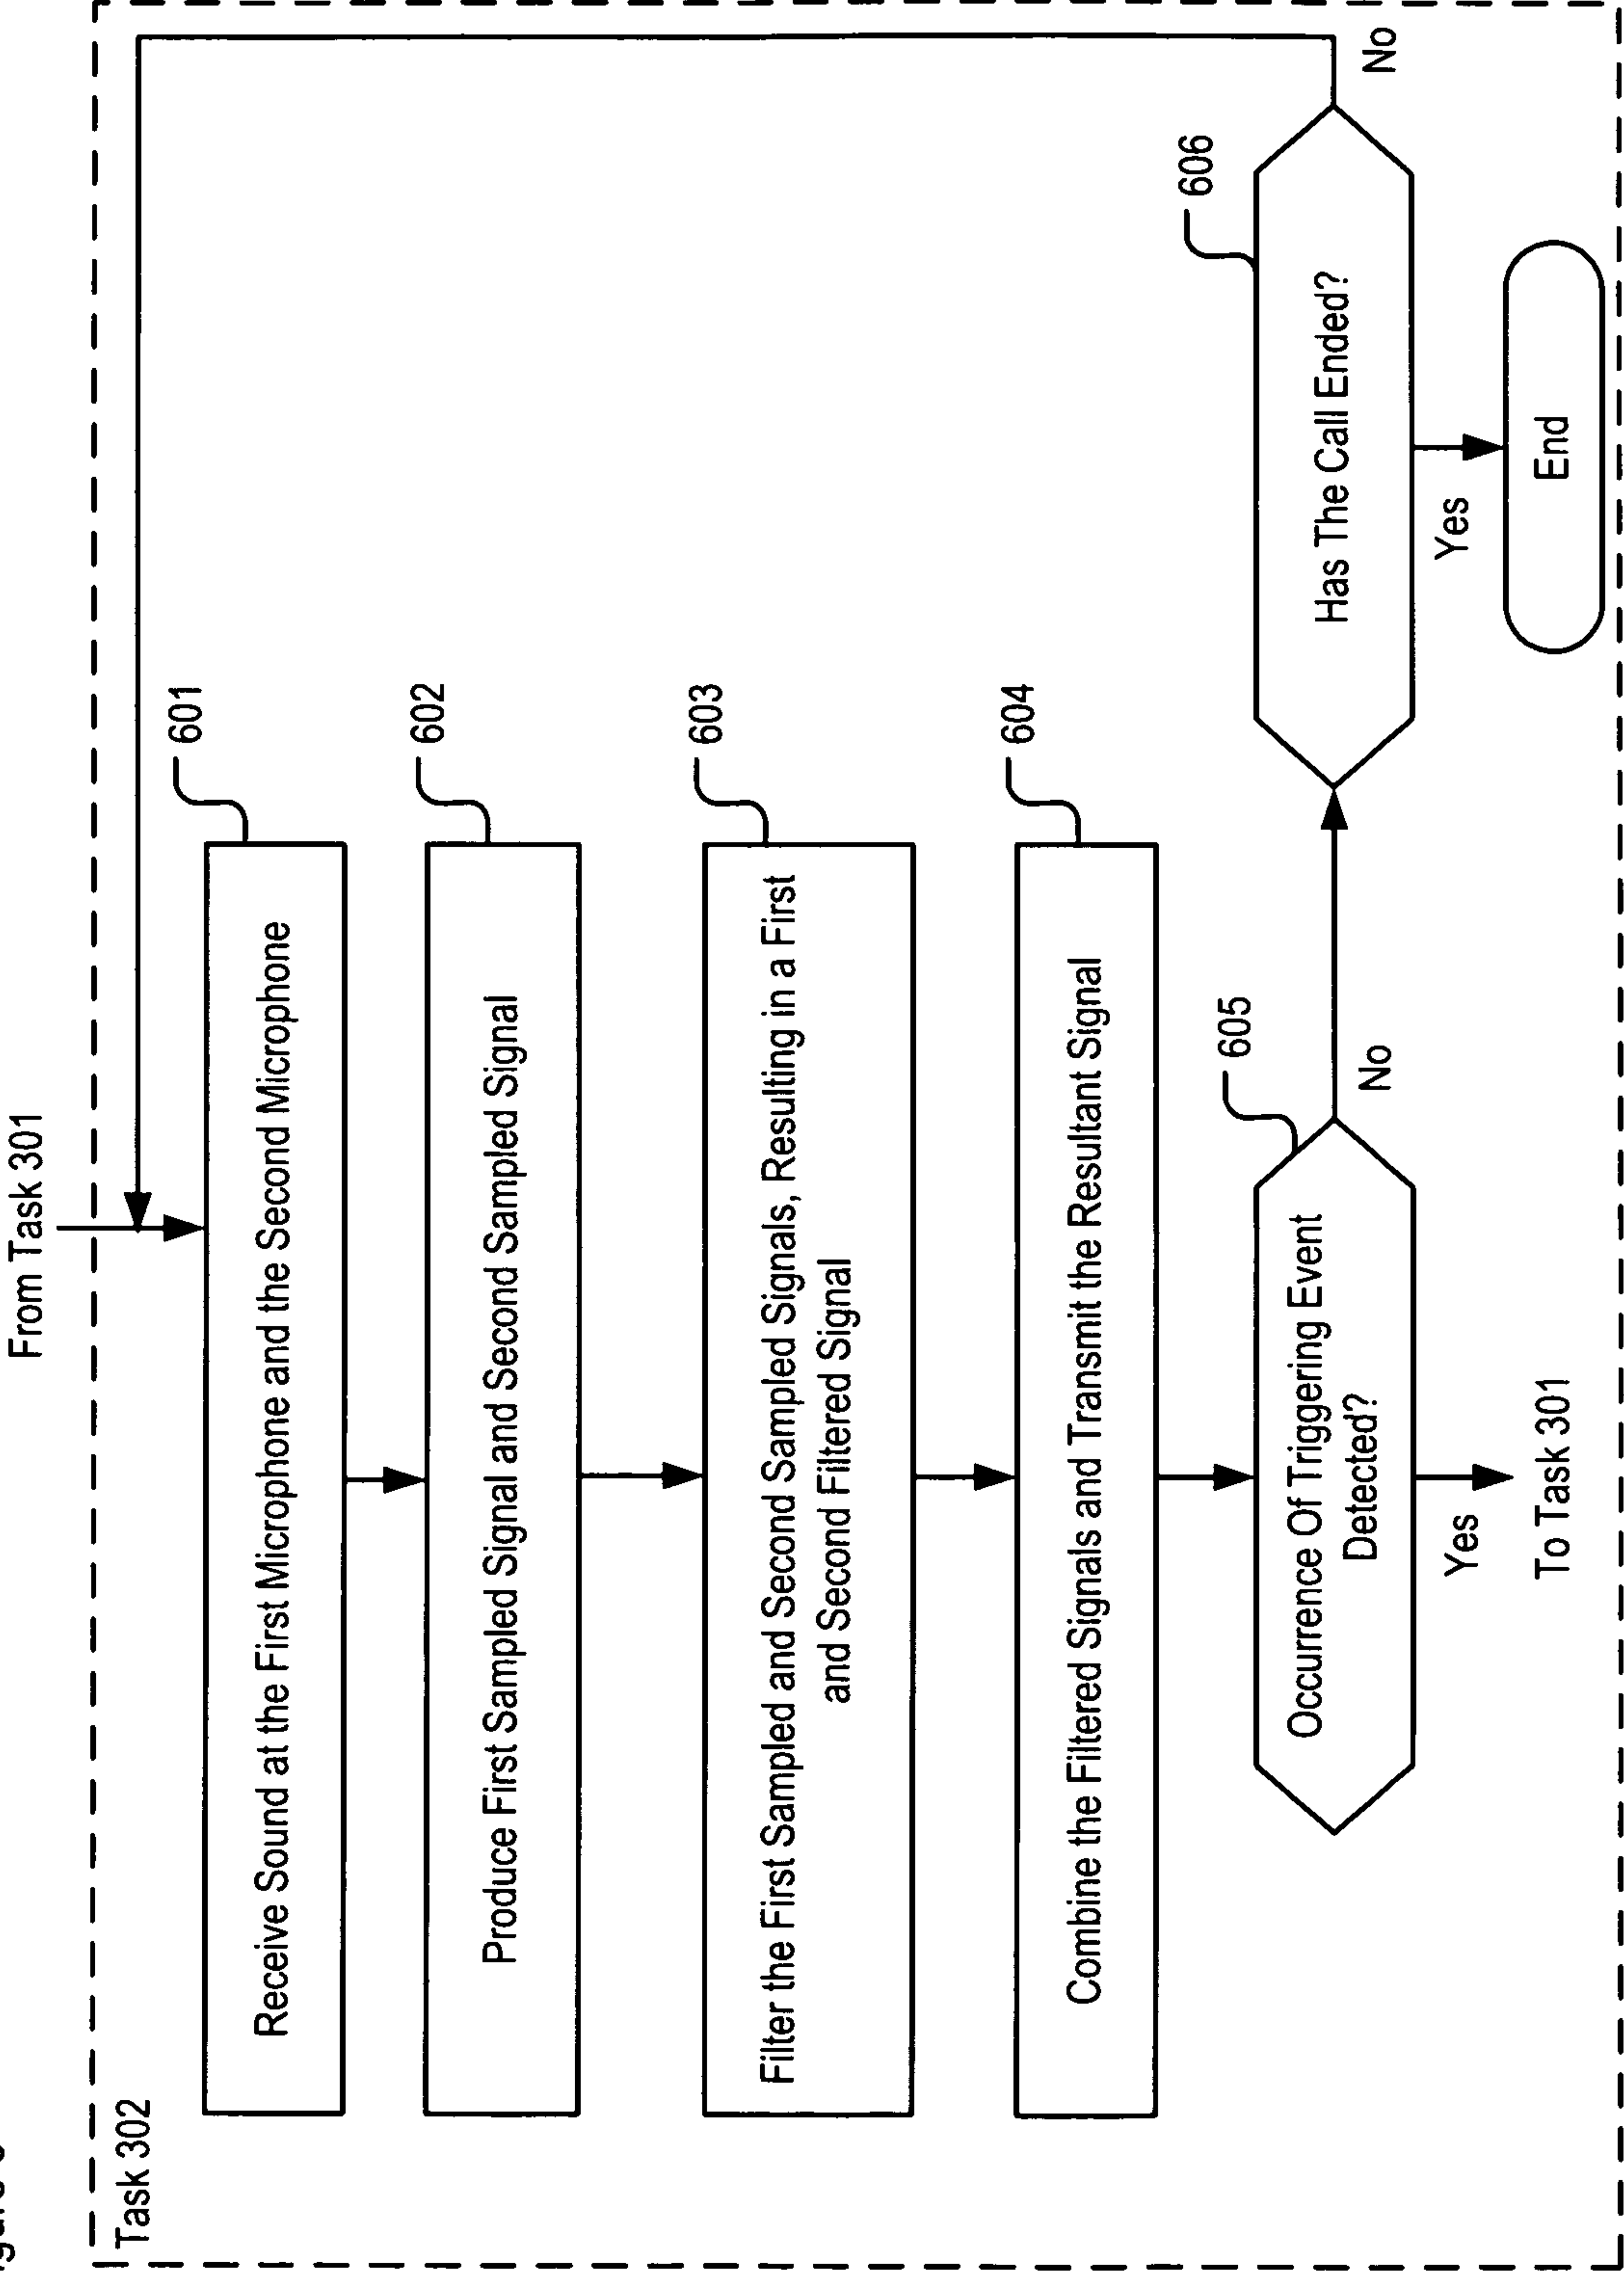 From Task 301
Task 302
601
Receive Sound at the First Microphone and the Second Microphone
602
Produce First Sampled Signal and Second Sampled Signal
603
Filter the First Sampled and Second Sampled Signals, Resulting in a First
and Second Filtered Signal
604
Combine the Filtered Signals and Transmit the Resultant Signal
605
Occurrence Of Triggering Event
Detected?
No
Yes
To Task 301
606
Has The Call Ended?
No
Yes
End